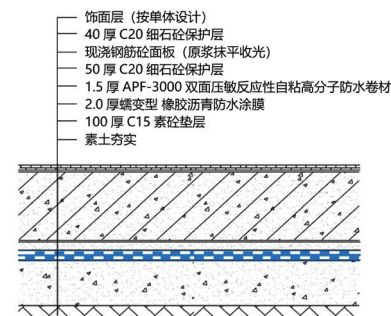 饰面层（按单体设计）
40 厚 C20 细石砼保护层
现浇钢筋砼面板（原浆抹平收光）
50 厚 C20 细石砼保护层
1.5 厚 APF-3000 双面压敏反应性自粘高分子防水卷材
2.0 厚蠕变型 橡胶沥青防水涂膜
100 厚 C15 素砼垫层
素土夯实